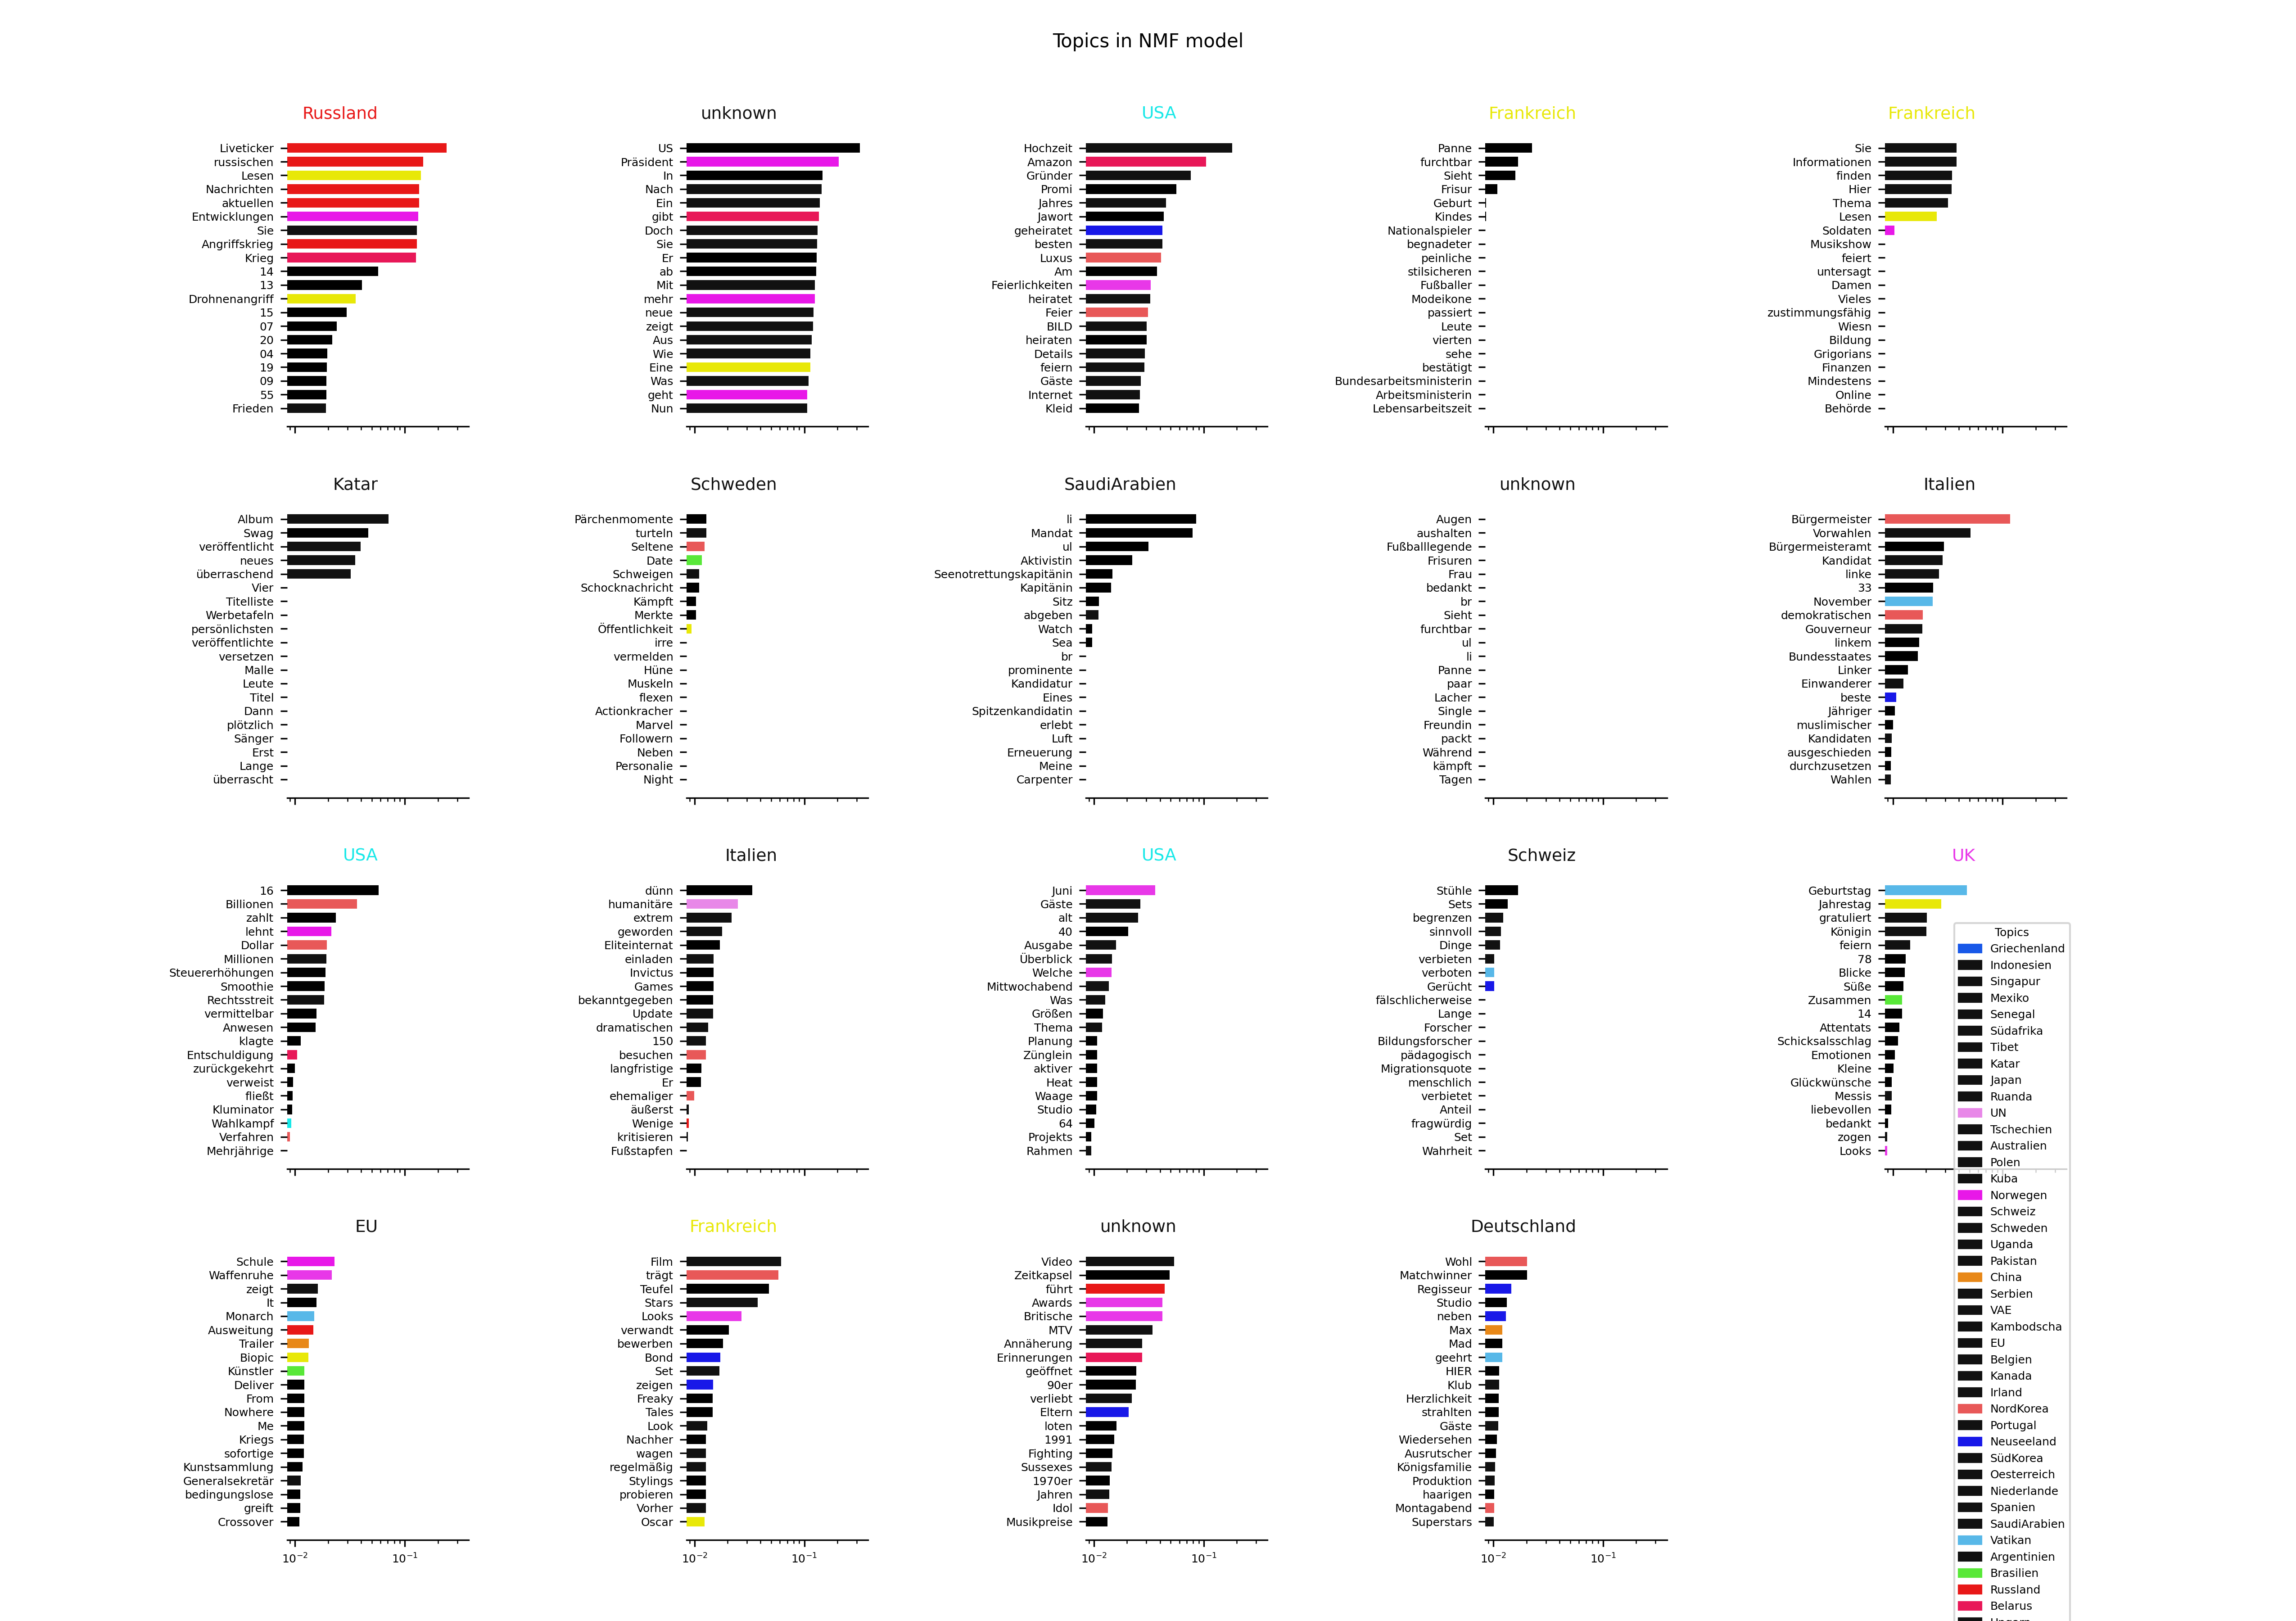 Topics in NMF model
Russland
Liveticker
russischen
Lesen
Nachrichten
aktuellen
Entwicklungen
Sie
Angriffskrieg
Krieg
14
13
Drohnenangriff
15
07
20
04
19
09
55
Frieden
unknown
US
Präsident
In
Nach
Ein
gibt
Doch
Sie
Er
ab
Mit
mehr
neue
zeigt
Aus
Wie
Eine
Was
geht
Nun
USA
Hochzeit
Amazon
Gründer
Promi
Jahres
Jawort
geheiratet
besten
Luxus
Am
Feierlichkeiten
heiratet
Feier
BILD
heiraten
Details
feiern
Gäste
Internet
Kleid
Frankreich
Panne
furchtbar
Sieht
Frisur
Geburt
Kindes
Nationalspieler
begnadeter
peinliche
stilsicheren
Fußballer
Modeikone
passiert
Leute
vierten
sehe
bestätigt
Bundesarbeitsministerin
Arbeitsministerin
Lebensarbeitszeit
Frankreich
Sie
Informationen
finden
Hier
Thema
Lesen
Soldaten
Musikshow
feiert
untersagt
Damen
Vieles
zustimmungsfähig
Wiesn
Bildung
Grigorians
Finanzen
Mindestens
Online
Behörde
Katar
Album
Swag
veröffentlicht
neues
überraschend
Vier
Titelliste
Werbetafeln
persönlichsten
veröffentlichte
versetzen
Malle
Leute
Titel
Dann
plötzlich
Sänger
Erst
Lange
überrascht
Schweden
Pärchenmomente
turteln
Seltene
Date
Schweigen
Schocknachricht
Kämpft
Merkte
Öffentlichkeit
irre
vermelden
Hüne
Muskeln
flexen
Actionkracher
Marvel
Followern
Neben
Personalie
Night
SaudiArabien
li
Mandat
ul
Aktivistin
Seenotrettungskapitänin
Kapitänin
Sitz
abgeben
Watch
Sea
br
prominente
Kandidatur
Eines
Spitzenkandidatin
erlebt
Luft
Erneuerung
Meine
Carpenter
unknown
Augen
aushalten
Fußballlegende
Frisuren
Frau
bedankt
br
Sieht
furchtbar
ul
li
Panne
paar
Lacher
Single
Freundin
packt
Während
kämpft
Tagen
Italien
Bürgermeister
Vorwahlen
Bürgermeisteramt
Kandidat
linke
33
November
demokratischen
Gouverneur
linkem
Bundesstaates
Linker
Einwanderer
beste
Jähriger
muslimischer
Kandidaten
ausgeschieden
durchzusetzen
Wahlen
USA
16
Billionen
zahlt
lehnt
Dollar
Millionen
Steuererhöhungen
Smoothie
Rechtsstreit
vermittelbar
Anwesen
klagte
Entschuldigung
zurückgekehrt
verweist
fließt
Kluminator
Wahlkampf
Verfahren
Mehrjährige
Italien
dünn
humanitäre
extrem
geworden
Eliteinternat
einladen
Invictus
Games
bekanntgegeben
Update
dramatischen
150
besuchen
langfristige
Er
ehemaliger
äußerst
Wenige
kritisieren
Fußstapfen
USA
Juni
Gäste
alt
40
Ausgabe
Überblick
Welche
Mittwochabend
Was
Größen
Thema
Planung
Zünglein
aktiver
Heat
Waage
Studio
64
Projekts
Rahmen
Schweiz
Stühle
Sets
begrenzen
sinnvoll
Dinge
verbieten
verboten
Gerücht
fälschlicherweise
Lange
Forscher
Bildungsforscher
pädagogisch
Migrationsquote
menschlich
verbietet
Anteil
fragwürdig
Set
Wahrheit
UK
Geburtstag
Jahrestag
gratuliert
Königin
feiern
78
Blicke
Süße
Zusammen
14
Attentats
Schicksalsschlag
Emotionen
Kleine
Glückwünsche
Messis
liebevollen
bedankt
zogen
Looks
EU
Schule
Waffenruhe
zeigt
It
Monarch
Ausweitung
Trailer
Biopic
Künstler
Deliver
From
Nowhere
Me
Kriegs
sofortige
Kunstsammlung
Generalsekretär
bedingungslose
greift
Crossover
10⁻² 10⁻¹
Frankreich
Film
trägt
Teufel
Stars
Looks
verwandt
bewerben
Bond
Set
zeigen
Freaky
Tales
Look
Nachher
wagen
regelmäßig
Stylings
probieren
Vorher
Oscar
10⁻² 10⁻¹
unknown
Video
Zeitkapsel
führt
Awards
Britische
MTV
Annäherung
Erinnerungen
geöffnet
90er
verliebt
Eltern
loten
1991
Fighting
Sussexes
1970er
Jahren
Idol
Musikpreise
10⁻² 10⁻¹
Deutschland
Wohl
Matchwinner
Regisseur
Studio
neben
Max
Mad
geehrt
HIER
Klub
Herzlichkeit
strahlten
Gäste
Wiedersehen
Ausrutscher
Königsfamilie
Produktion
haarigen
Montagabend
Superstars
10⁻² 10⁻¹
Topics
Griechenland
Indonesien
Singapur
Mexiko
Senegal
Südafrika
Tibet
Katar
Japan
Ruanda
UN
Tschechien
Australien
Polen
Kuba
Norwegen
Schweiz
Schweden
Uganda
Pakistan
China
Serbien
VAE
Kambodscha
EU
Belgien
Kanada
Irland
NordKorea
Portugal
Neuseeland
SüdKorea
Oesterreich
Niederlande
Spanien
SaudiArabien
Vatikan
Argentinien
Brasilien
Russland
Belarus